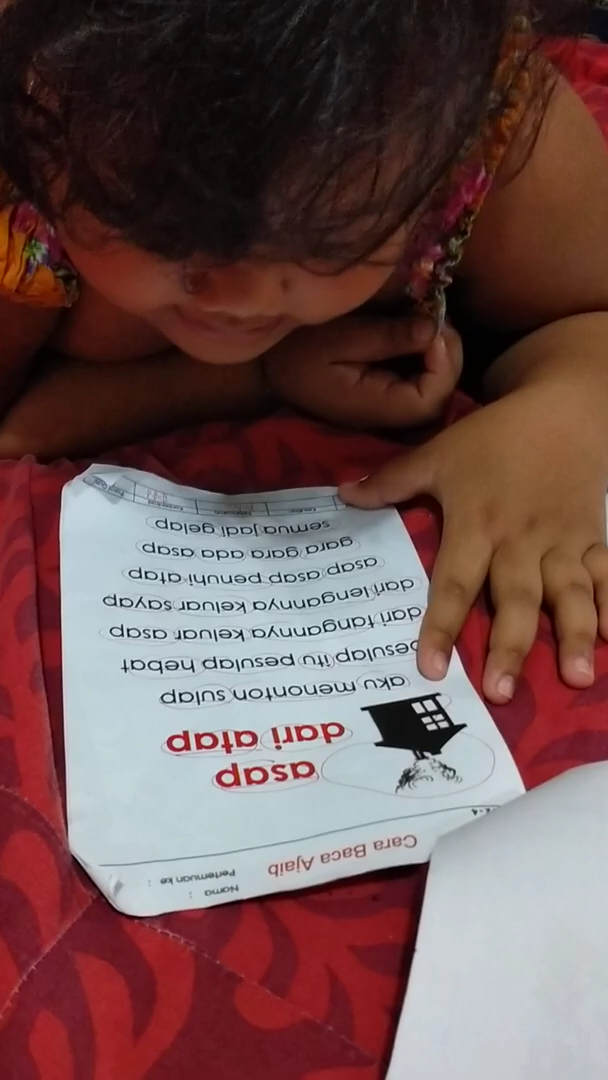 Nama :
Pertemuan ke :
Cara Baca Ajaib
asap
dari atap
aku menonton sulap
pesulap itu pesulap hebat
dari tangannya keluar asap
dari lengannya keluar sayap
asap asap penuhi atap
gara gara ada asap
semua jadi gelap